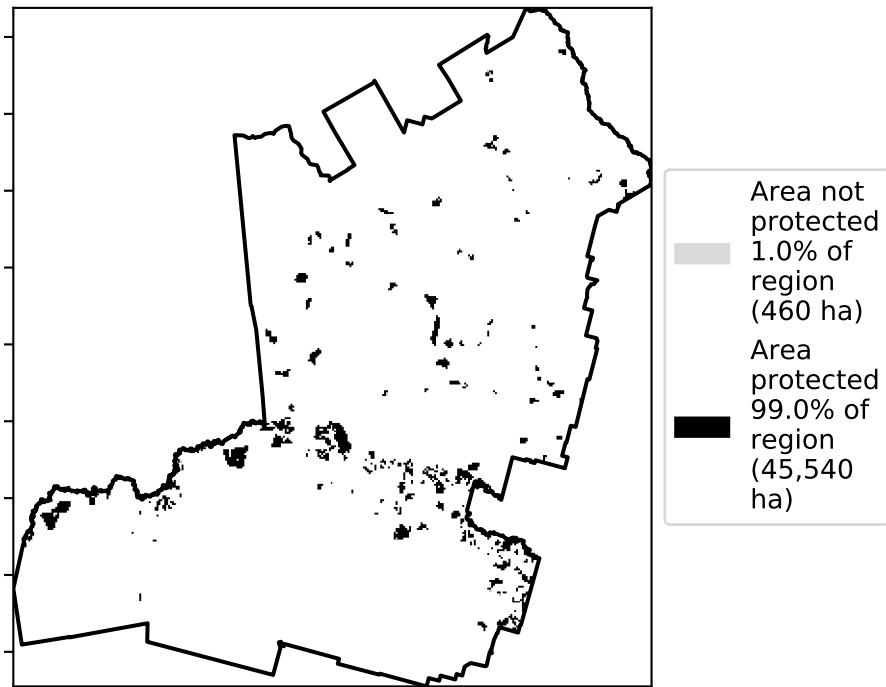 Area not
protected
1.0% of
region
(460 ha)
Area
protected
99.0% of
region
(45,540
ha)